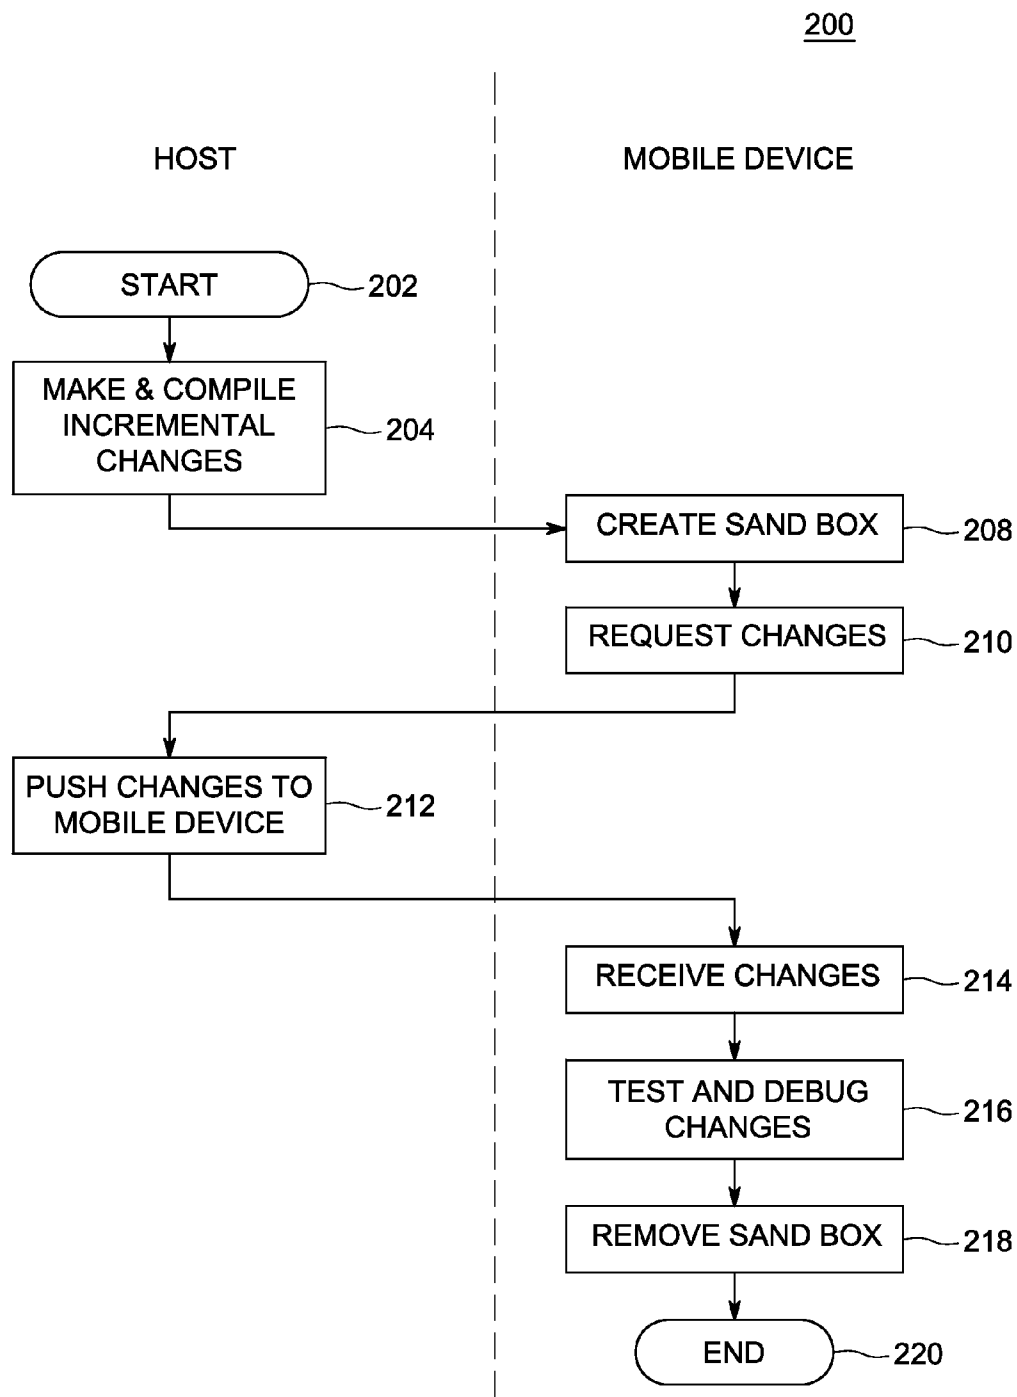 200
HOST
MOBILE DEVICE
START
202
MAKE & COMPILE
INCREMENTAL
CHANGES
204
CREATE SAND BOX
208
REQUEST CHANGES
210
PUSH CHANGES TO
MOBILE DEVICE
212
RECEIVE CHANGES
214
TEST AND DEBUG
CHANGES
216
REMOVE SAND BOX
218
END
220